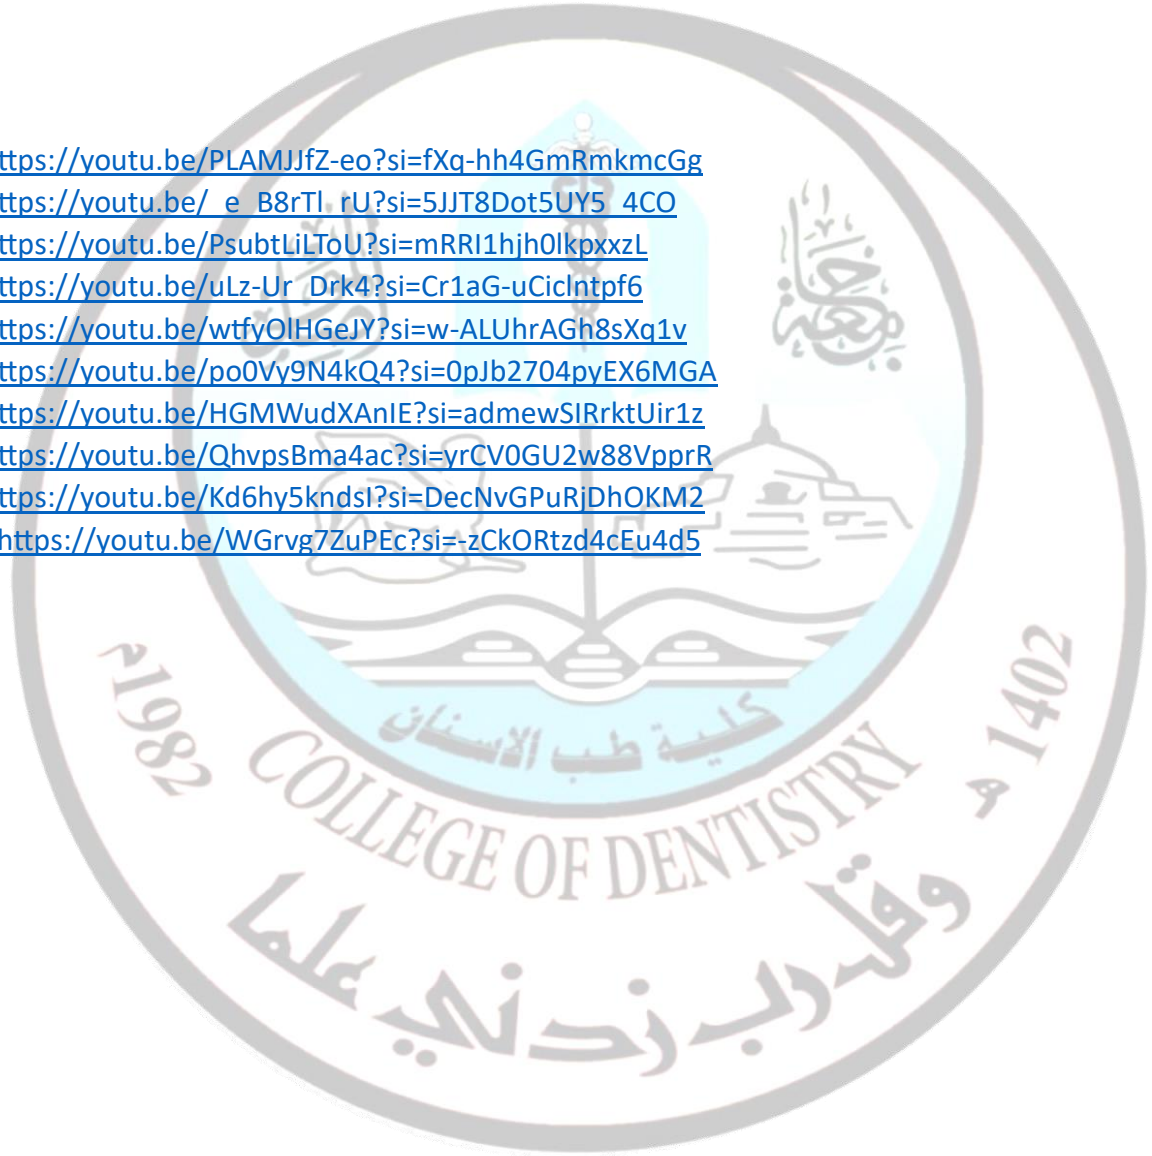 ttps://youtu.be/PLAMJJfZ-eo?si=fXq-hh4GmRmkmcGg
ttps://youtu.be/_e_B8rTl_rU?si=5JJT8Dot5UY5_4CO
ttps://youtu.be/PsubtLiLToU?si=mRRI1hjh0lkpxxzL
ttps://youtu.be/uLz-Ur_Drk4?si=Cr1aG-uCiclntpf6
ttps://youtu.be/wtfyOlHGeJY?si=w-ALUhrAGh8sXq1v
ttps://youtu.be/po0Vy9N4kQ4?si=0pJb2704pyEX6MGA
ttps://youtu.be/HGMWudXAnIE?si=admewSIRrktUir1z
ttps://youtu.be/QhvpsBma4ac?si=yrCV0GU2w88VpprR
ttps://youtu.be/Kd6hy5kndsI?si=DecNvGPuRjDhOKM2
https://youtu.be/WGrvg7ZuPEc?si=-zCkORtzd4cEu4d5
جامعة
كلية طب الاسنان
1982م
1402 هـ
COLLEGE OF DENTISTRY
وقل رب زدني علما